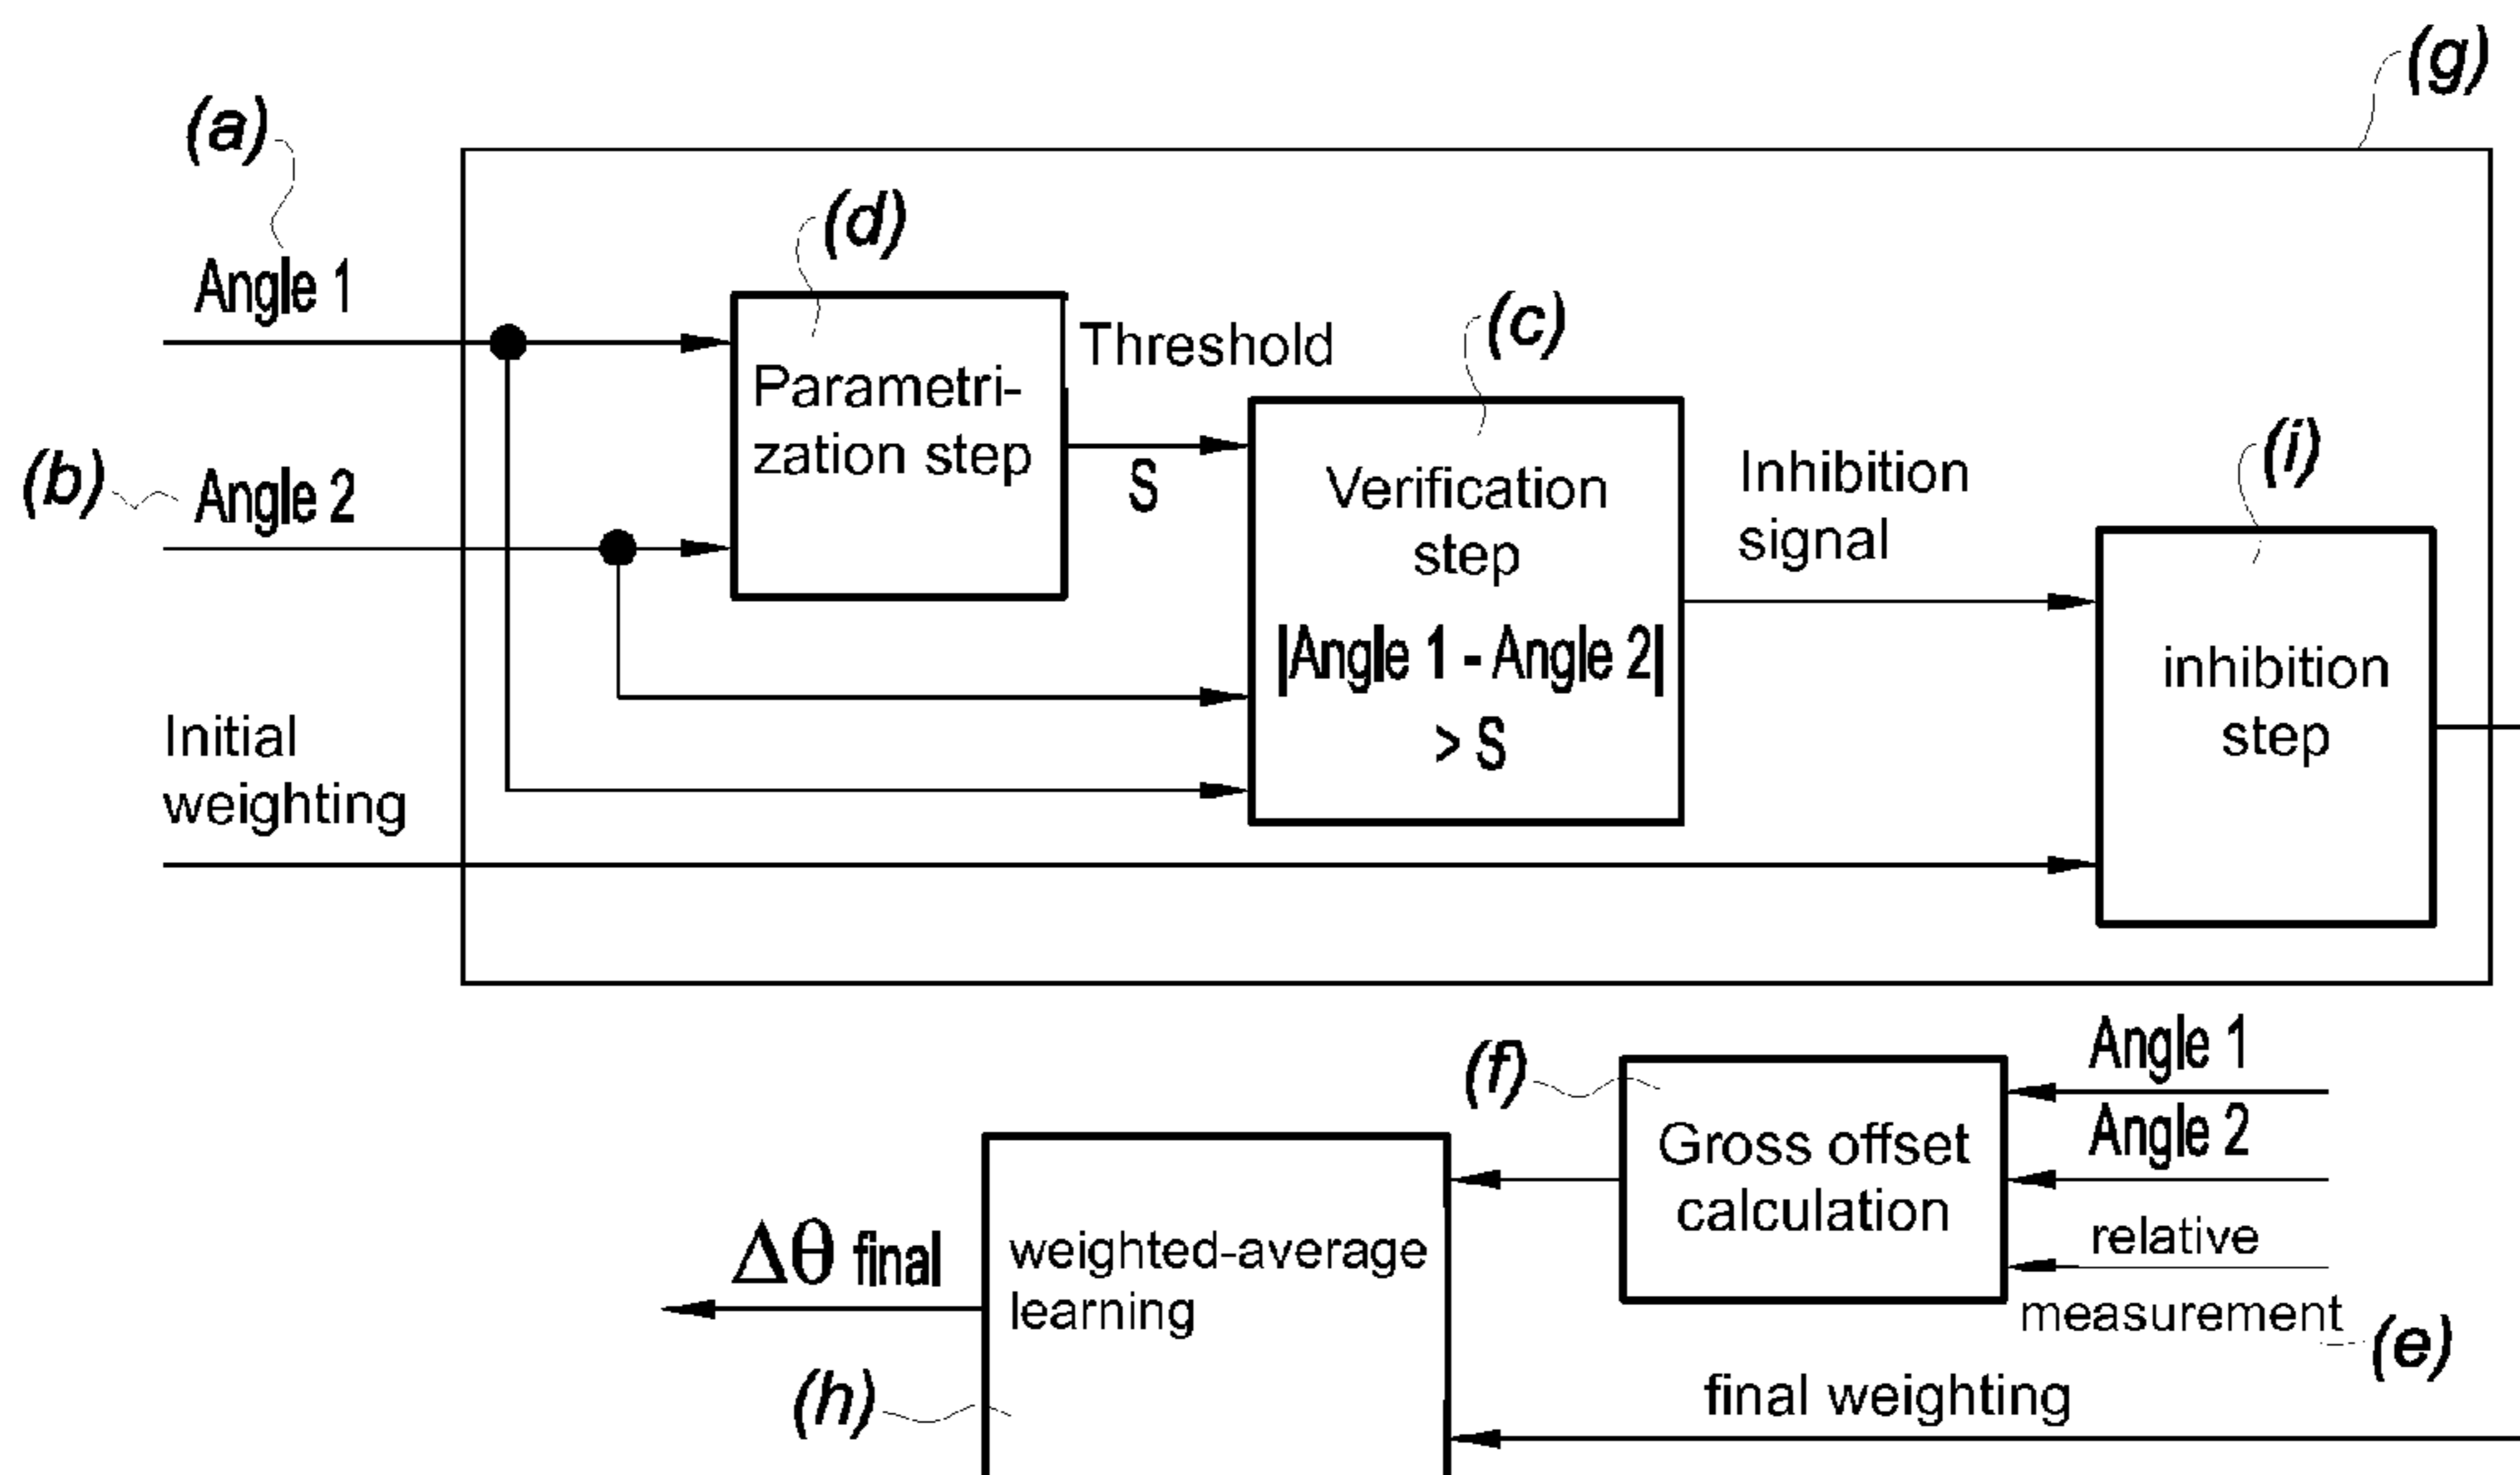 (g)
(a)
(d)
Angle 1
(c)
Threshold
Parametri-
zation step
(b)
Angle 2
S
(i)
Inhibition
signal
Verification
step
|Angle 1 - Angle 2|
> S
inhibition
step
Initial
weighting
Angle 1
(f)
Angle 2
Gross offset
calculation
relative
measurement
(e)
Δθ final
weighted-average
learning
(h)
final weighting